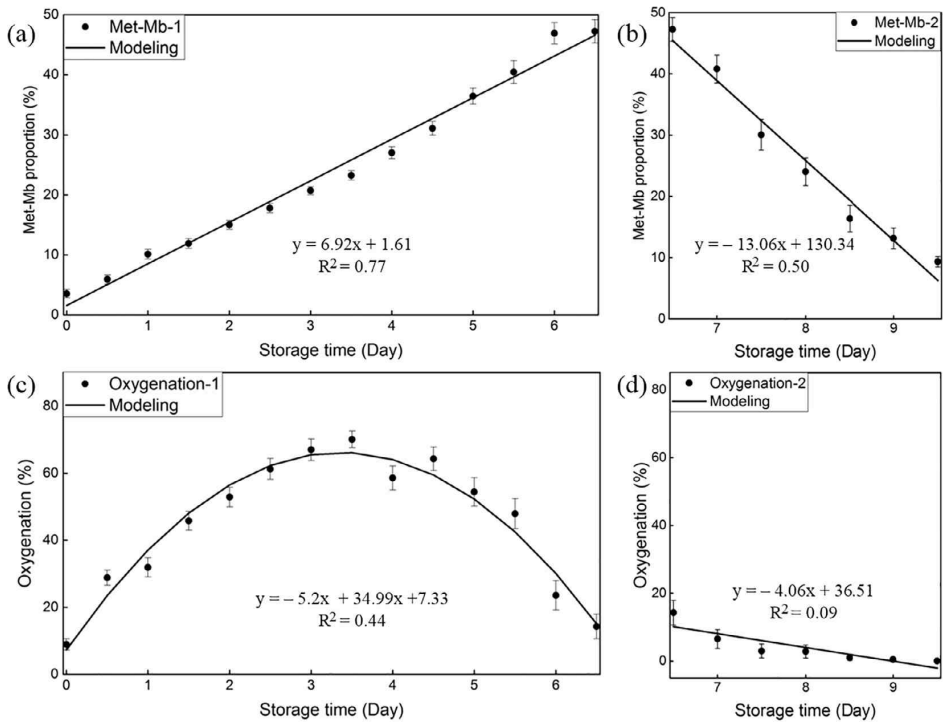 (a)
Met-Mb-1
Modeling
Met-Mb proportion (%)
50
40
30
20
10
0
y = 6.92x + 1.61
R² = 0.77
0 1 2 3 4 5 6
Storage time (Day)
(b)
Met-Mb-2
Modeling
Met-Mb proportion (%)
50
40
30
20
10
0
y = – 13.06x + 130.34
R² = 0.50
7 8 9
Storage time (Day)
(c)
Oxygenation-1
Modeling
Oxygenation (%)
80
60
40
20
0
y = – 5.2x + 34.99x +7.33
R² = 0.44
0 1 2 3 4 5 6
Storage time (Day)
(d)
Oxygenation-2
Modeling
Oxygenation (%)
80
60
40
20
0
y = – 4.06x + 36.51
R² = 0.09
7 8 9
Storage time (Day)